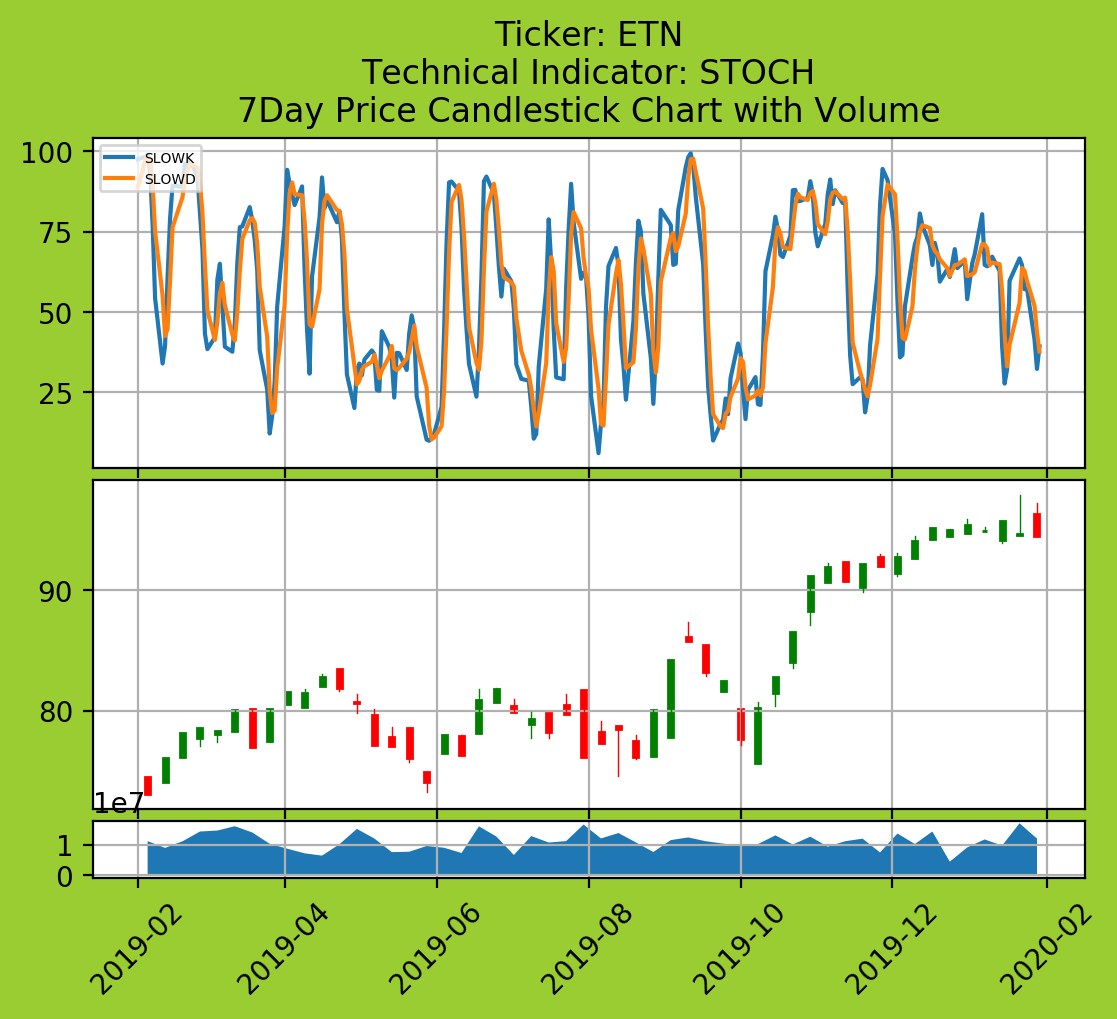 Ticker: ETN
Technical Indicator: STOCH
7Day Price Candlestick Chart with Volume
100
75
50
25
SLOWK
SLOWD
90
80
1e7
1
0
2019-02
2019-04
2019-06
2019-08
2019-10
2019-12
2020-02